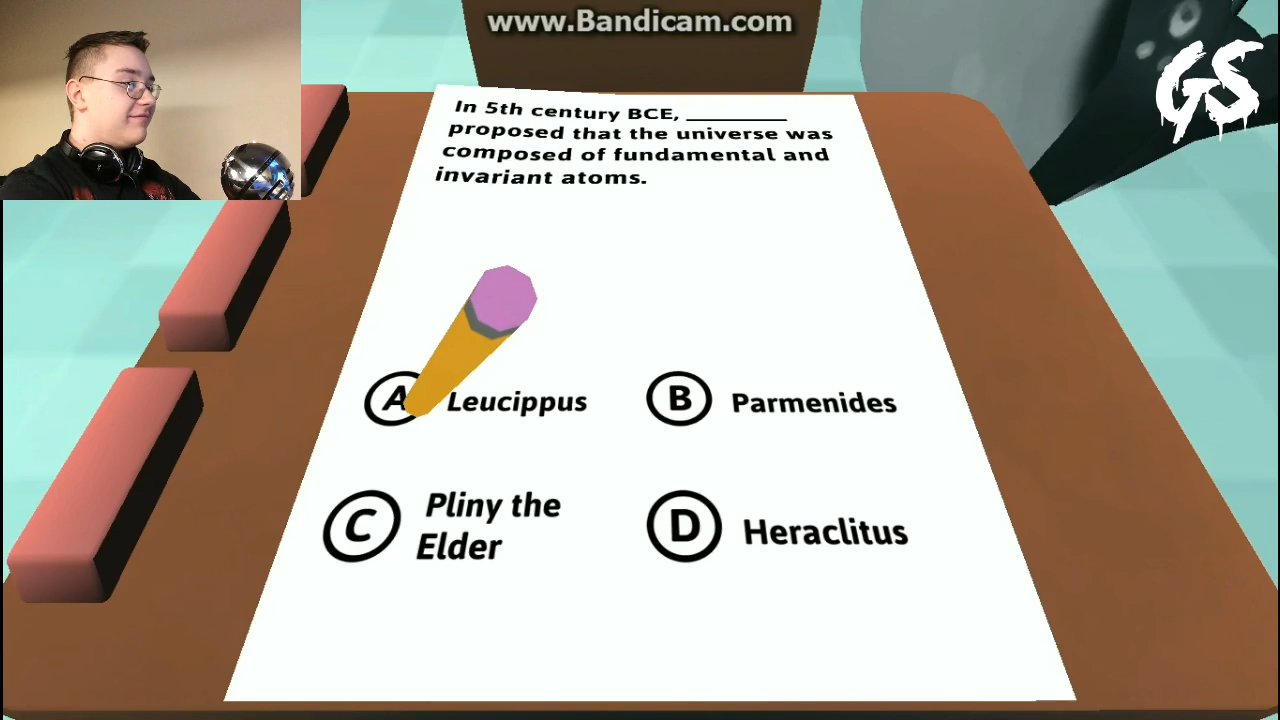 www.Bandicam.com
GS
In 5th century BCE, ________
proposed that the universe was
composed of fundamental and
invariant atoms.
A Leucippus
B Parmenides
C Pliny the
Elder
D Heraclitus